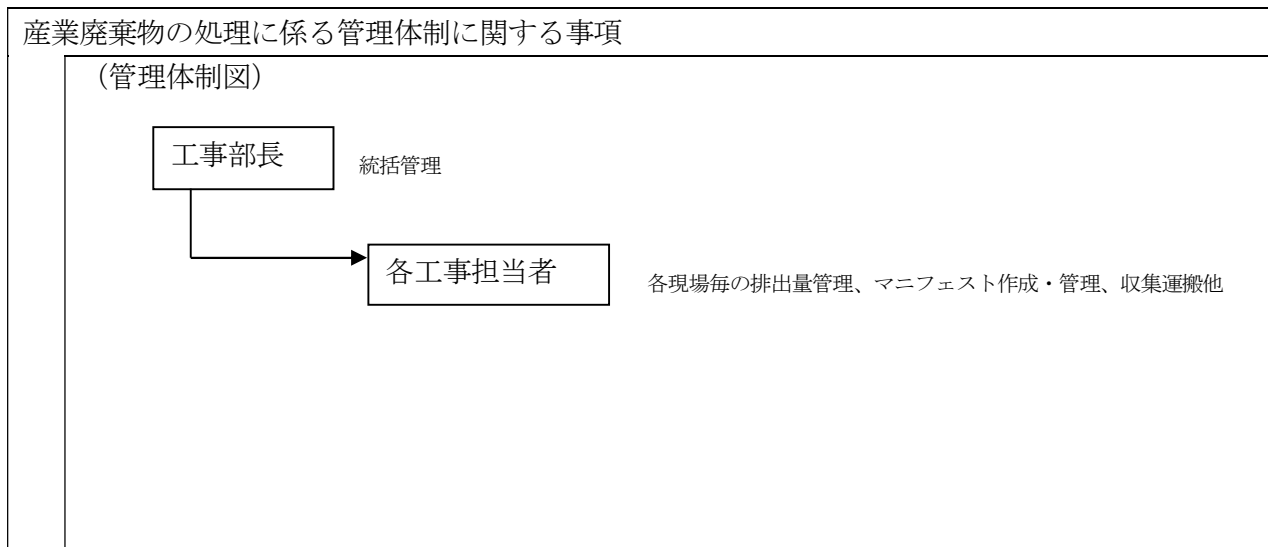 産業廃棄物の処理に係る管理体制に関する事項
（管理体制図）
工事部長
統括管理
各工事担当者
各現場毎の排出量管理、マニフェスト作成・管理、収集運搬他